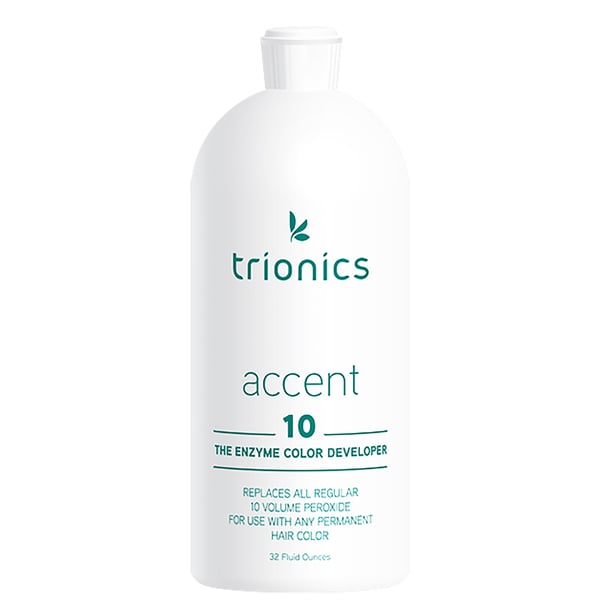 trionics
accent
10
THE ENZYME COLOR DEVELOPER
REPLACES ALL REGULAR
10 VOLUME PEROXIDE
FOR USE WITH ANY PERMANENT
HAIR COLOR
32 Fluid Ounces